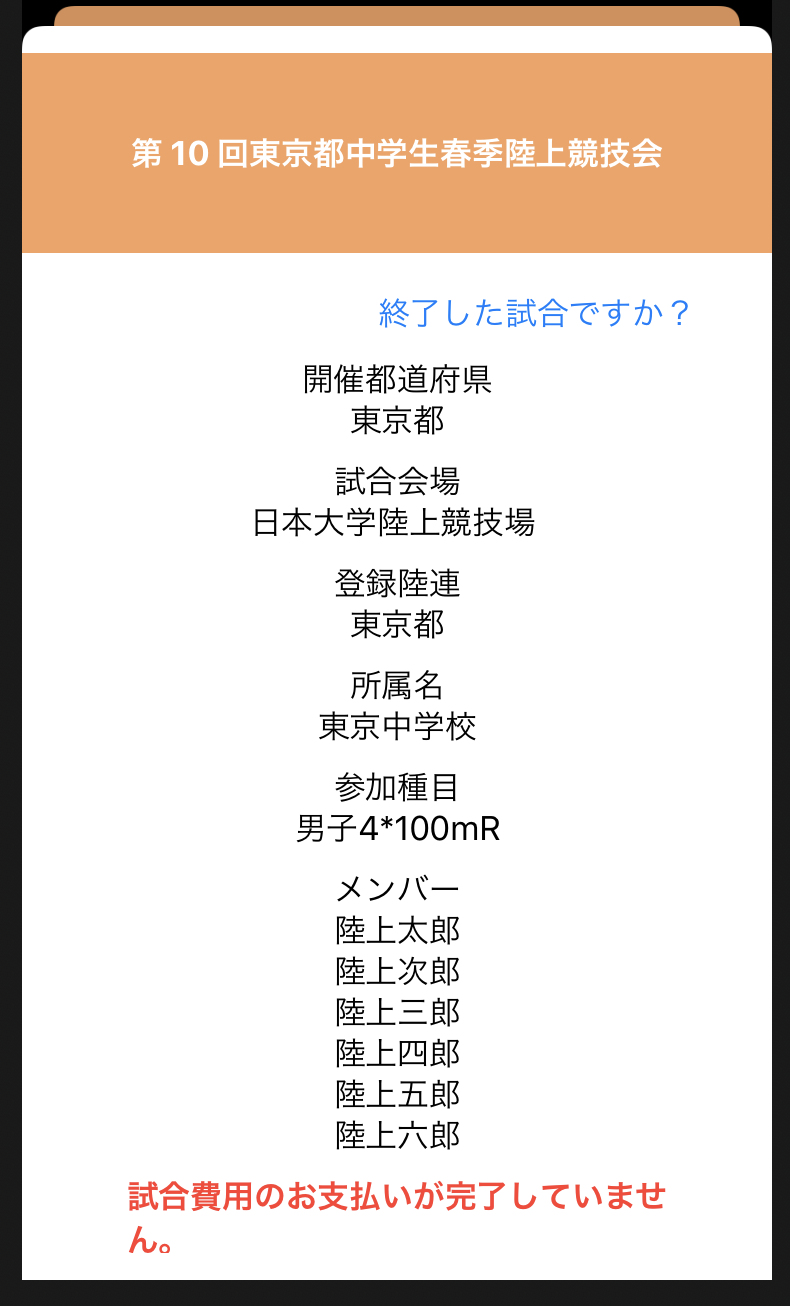 第 10 回東京都中学生春季陸上競技会
終了した試合ですか？
開催都道府県
東京都
試合会場
日本大学陸上競技場
登録陸連
東京都
所属名
東京中学校
参加種目
男子4*100mR
メンバー
陸上太郎
陸上次郎
陸上三郎
陸上四郎
陸上五郎
陸上六郎
試合費用のお支払いが完了していませ
ん。